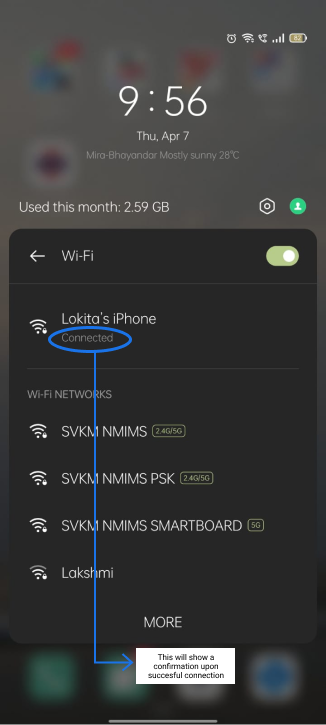 82
9:56
Thu, Apr 7
Mira-Bhayandar Mostly sunny 28°C
Used this month: 2.59 GB
Wi-Fi
Lokita's iPhone
Connected
Wi-Fi NETWORKS
SVKM NMIMS 2.4G/5G
SVKM NMIMS PSK 2.4G/5G
SVKM NMIMS SMARTBOARD 5G
Lakshmi
MORE
This will show a
confirmation upon
succesful connection